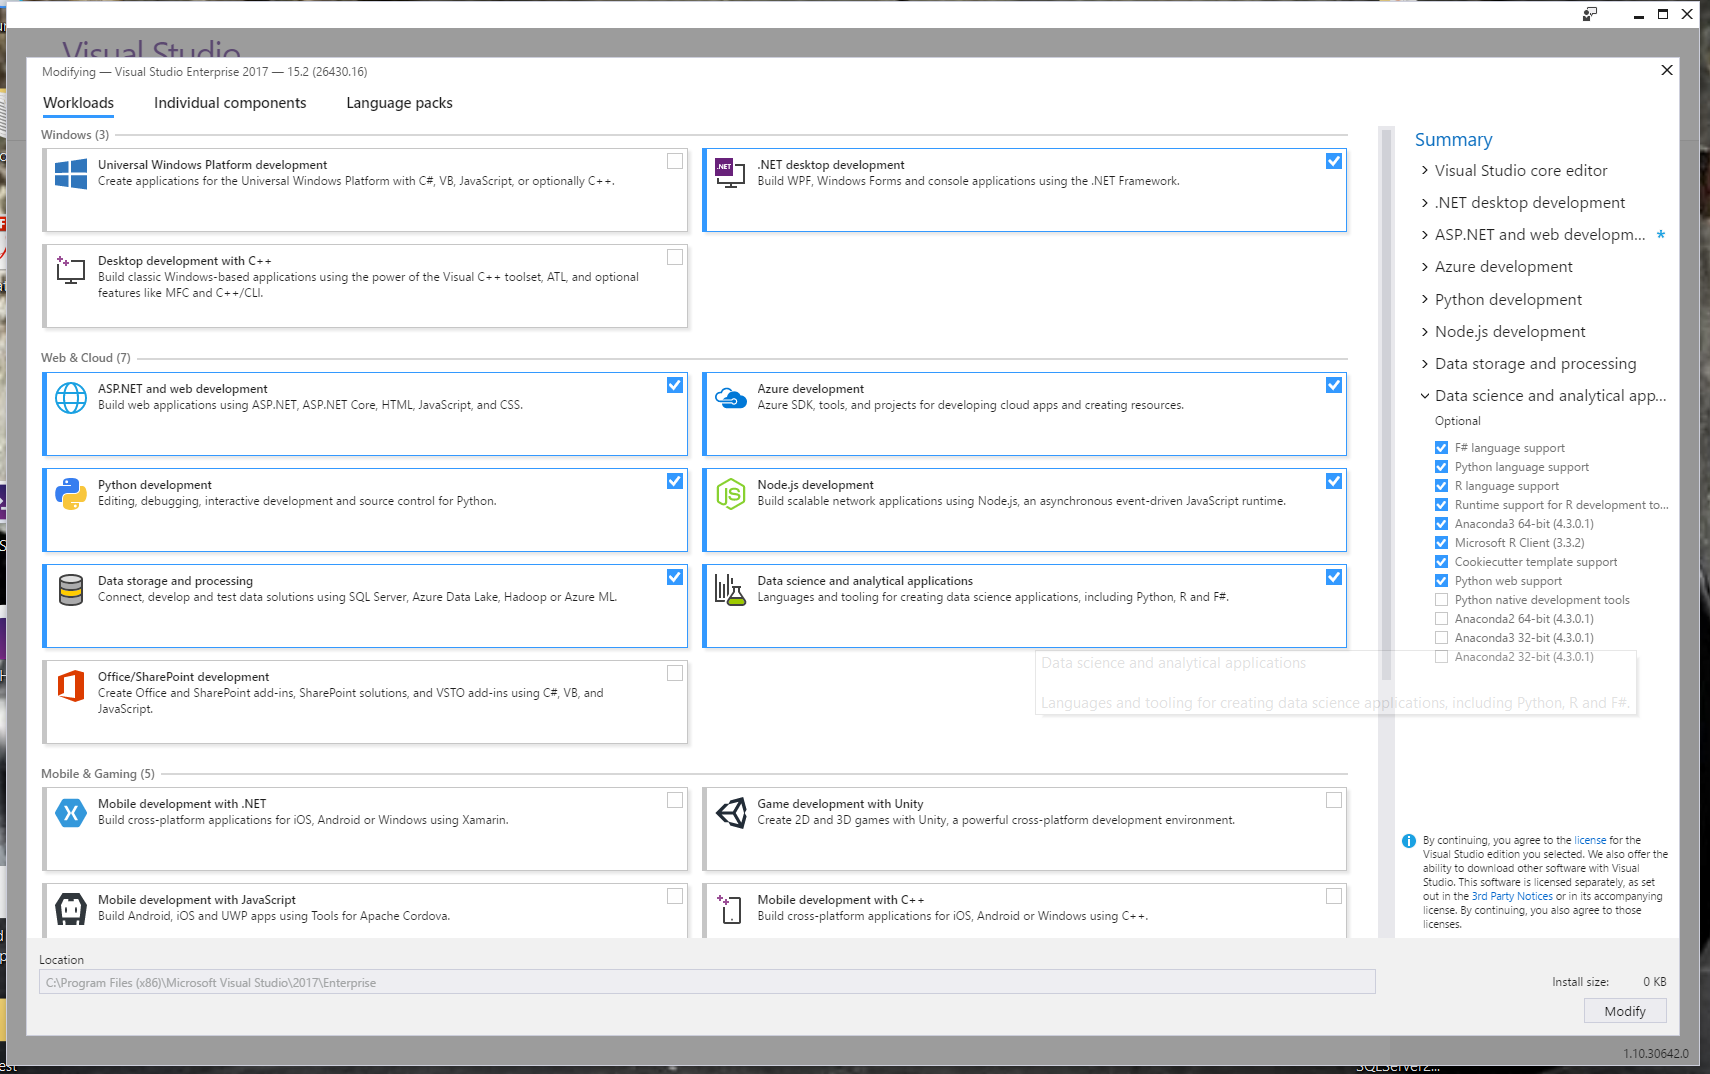 Visual Studio
Modifying — Visual Studio Enterprise 2017 — 15.2 (26430.16)
Workloads
Individual components
Language packs
Windows (3)
Universal Windows Platform development
Create applications for the Universal Windows Platform with C#, VB, JavaScript, or optionally C++.
.NET
.NET desktop development
Build WPF, Windows Forms and console applications using the .NET Framework.
Desktop development with C++
Build classic Windows-based applications using the power of the Visual C++ toolset, ATL, and optional
features like MFC and C++/CLI.
Web & Cloud (7)
ASP.NET and web development
Build web applications using ASP.NET, ASP.NET Core, HTML, JavaScript, and CSS.
Azure development
Azure SDK, tools, and projects for developing cloud apps and creating resources.
Python development
Editing, debugging, interactive development and source control for Python.
JS
Node.js development
Build scalable network applications using Node.js, an asynchronous event-driven JavaScript runtime.
Data storage and processing
Connect, develop and test data solutions using SQL Server, Azure Data Lake, Hadoop or Azure ML.
Data science and analytical applications
Languages and tooling for creating data science applications, including Python, R and F#.
Office/SharePoint development
Create Office and SharePoint add-ins, SharePoint solutions, and VSTO add-ins using C#, VB, and
JavaScript.
Data science and analytical applications
Languages and tooling for creating data science applications, including Python, R and F#.
Mobile & Gaming (5)
Mobile development with .NET
Build cross-platform applications for iOS, Android or Windows using Xamarin.
Game development with Unity
Create 2D and 3D games with Unity, a powerful cross-platform development environment.
Mobile development with JavaScript
Build Android, iOS and UWP apps using Tools for Apache Cordova.
Mobile development with C++
Build cross-platform applications for iOS, Android or Windows using C++.
Summary
Visual Studio core editor
.NET desktop development
ASP.NET and web developm... *
Azure development
Python development
Node.js development
Data storage and processing
Data science and analytical app...
Optional
F# language support
Python language support
R language support
Runtime support for R development to...
Anaconda3 64-bit (4.3.0.1)
Microsoft R Client (3.3.2)
Cookiecutter template support
Python web support
Python native development tools
Anaconda2 64-bit (4.3.0.1)
Anaconda3 32-bit (4.3.0.1)
Anaconda2 32-bit (4.3.0.1)
By continuing, you agree to the license for the
Visual Studio edition you selected. We also offer the
ability to download other software with Visual
Studio. This software is licensed separately, as set
out in the 3rd Party Notices or in its accompanying
license. By continuing, you also agree to those
licenses.
Location
C:\Program Files (x86)\Microsoft Visual Studio\2017\Enterprise
Install size: 0 KB
Modify
1.10.30642.0